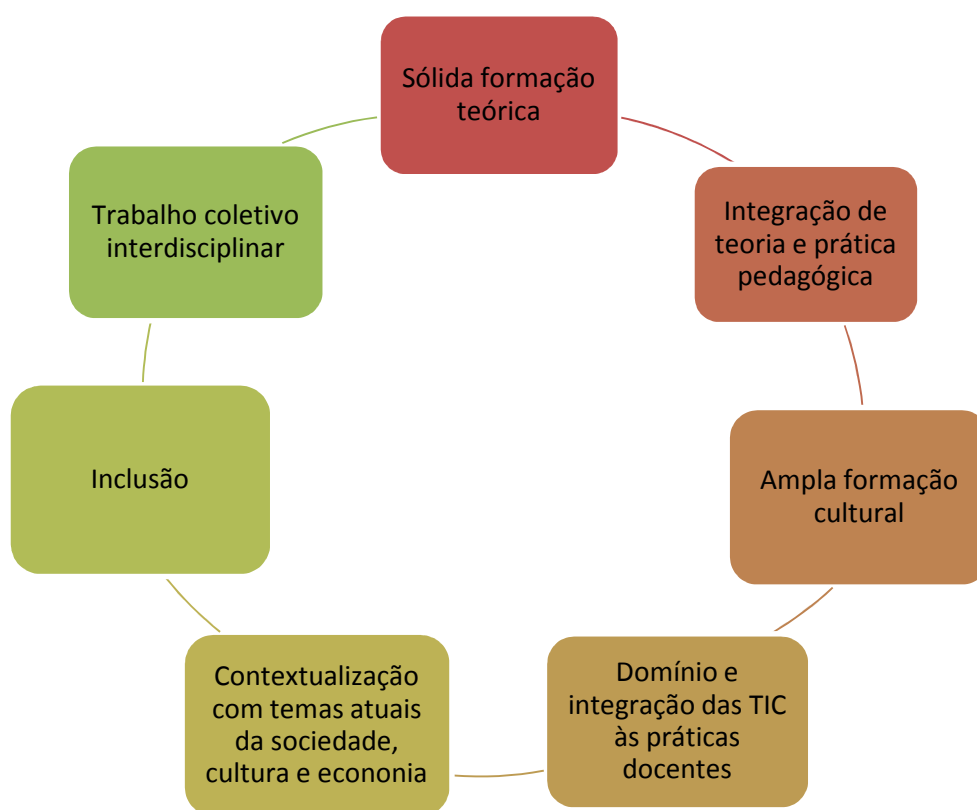 Sólida formação
teórica
Integração de
teoria e prática
pedagógica
Ampla formação
cultural
Domínio e
integração das TIC
às práticas
docentes
Contextualização
com temas atuais
da sociedade,
cultura e econonia
Inclusão
Trabalho coletivo
interdisciplinar